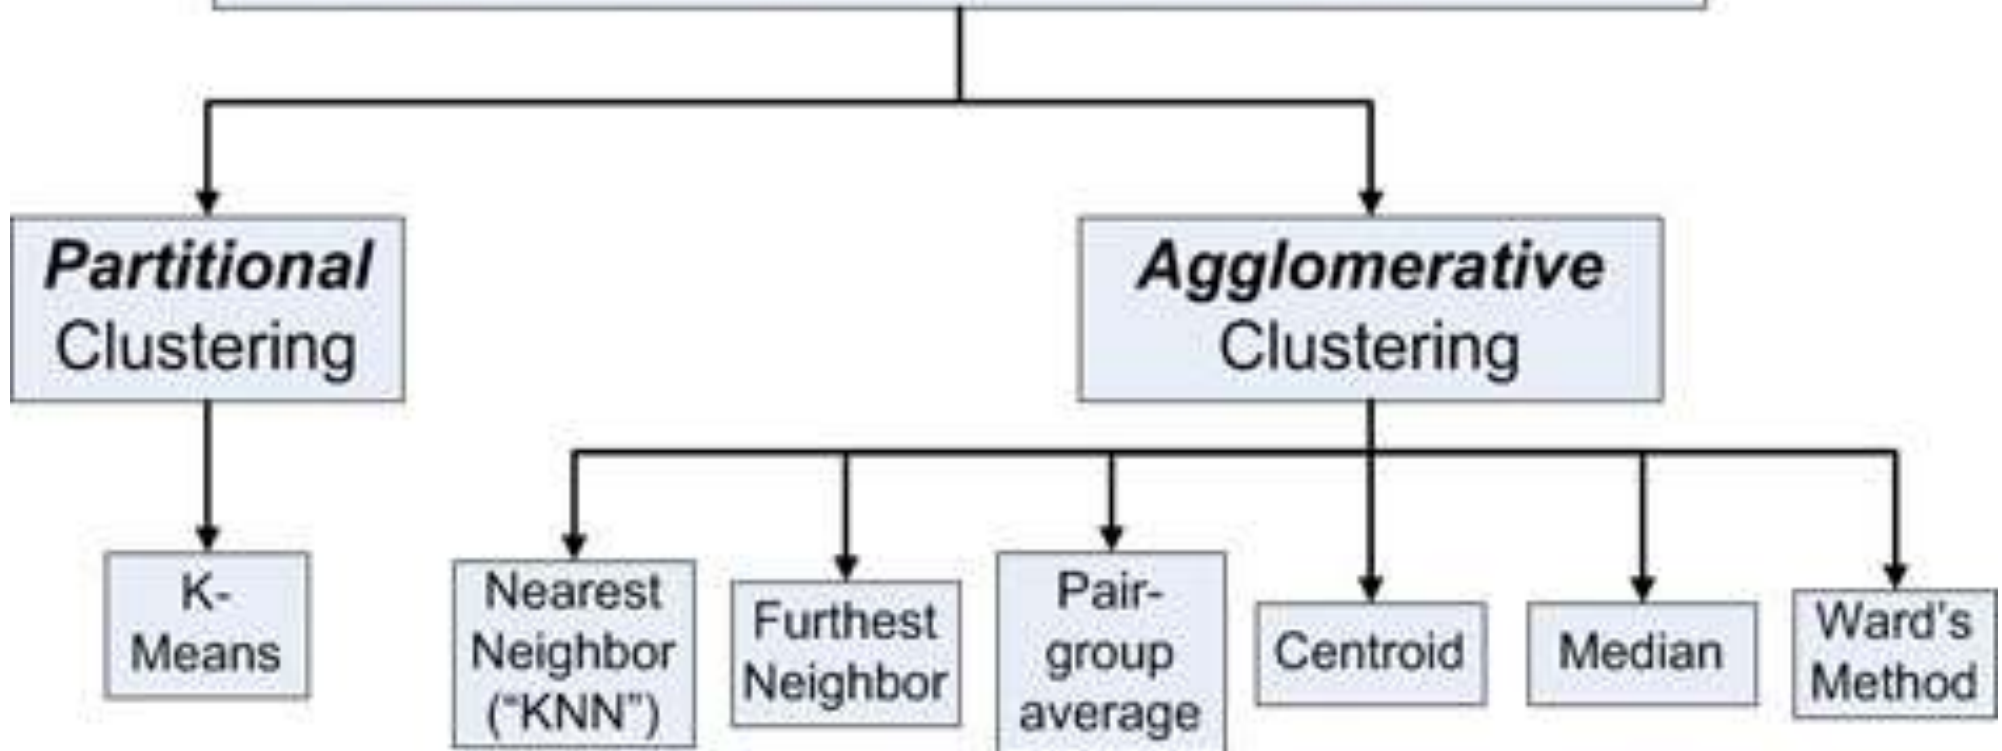 Partitional
Clustering
Agglomerative
Clustering
K-
Means
Nearest
Neighbor
(“KNN”)
Furthest
Neighbor
Pair-
group
average
Centroid
Median
Ward's
Method